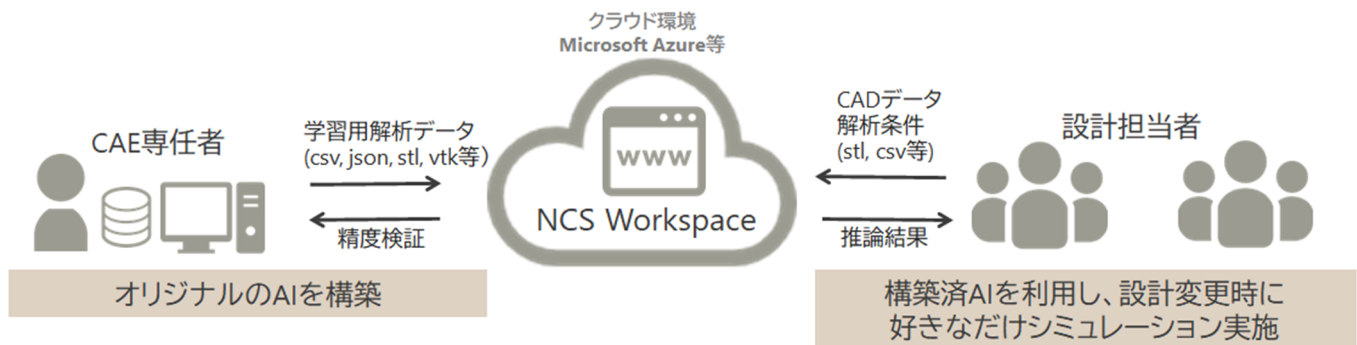 クラウド環境
Microsoft Azure等
CAE専任者
学習用解析データ
(csv, json, stl, vtk等)
精度検証
オリジナルのAIを構築
www
NCS Workspace
CADデータ
解析条件
(stl, csv等)
推論結果
設計担当者
構築済AIを利用し、設計変更時に
好きなだけシミュレーション実施